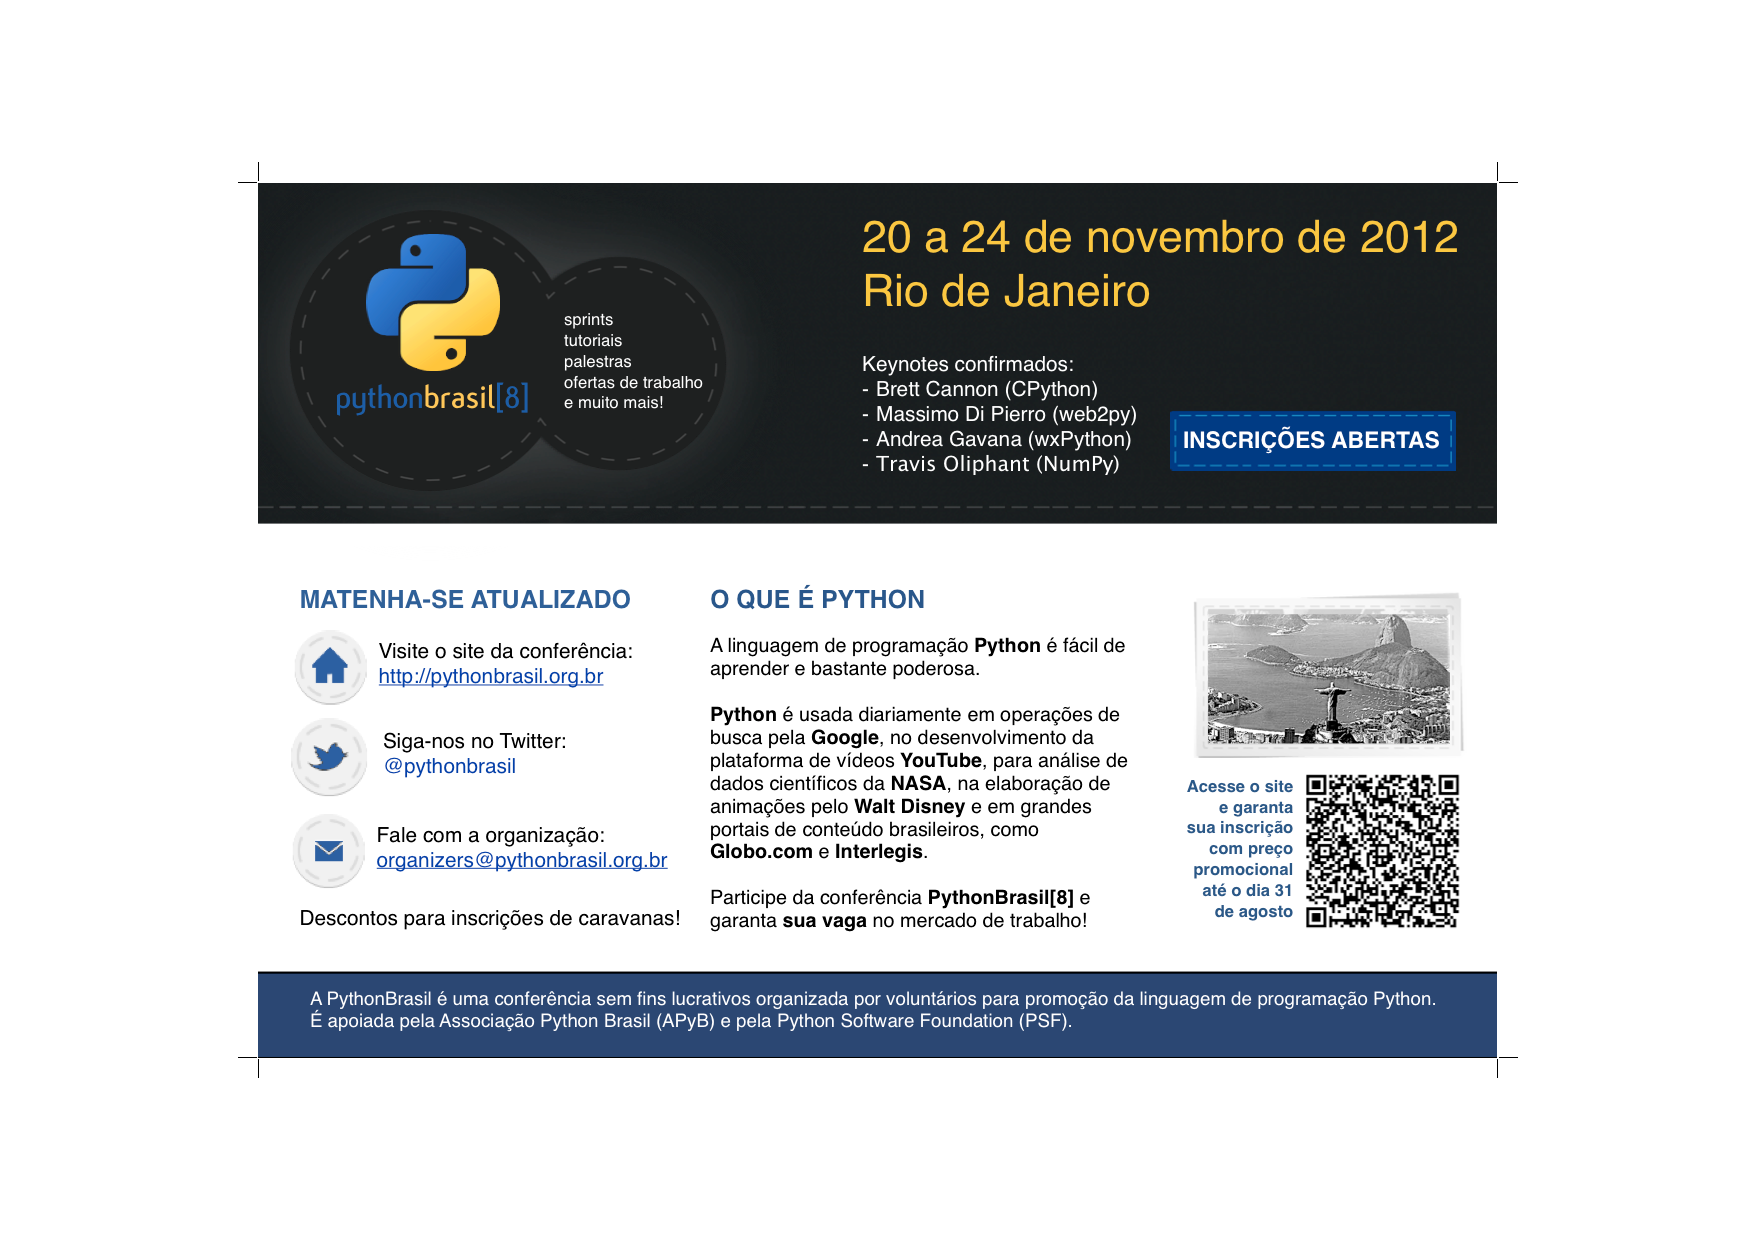 pythonbrasil[8]
sprints
tutoriais
palestras
ofertas de trabalho
e muito mais!
20 a 24 de novembro de 2012
Rio de Janeiro
Keynotes confirmados:
- Brett Cannon (CPython)
- Massimo Di Pierro (web2py)
- Andrea Gavana (wxPython)
- Travis Oliphant (NumPy)
INSCRIÇÕES ABERTAS
MATENHA-SE ATUALIZADO
Visite o site da conferência:
http://pythonbrasil.org.br
Siga-nos no Twitter:
@pythonbrasil
Fale com a organização:
organizers@pythonbrasil.org.br
Descontos para inscrições de caravanas!
O QUE É PYTHON
A linguagem de programação Python é fácil de
aprender e bastante poderosa.
Python é usada diariamente em operações de
busca pela Google, no desenvolvimento da
plataforma de vídeos YouTube, para análise de
dados científicos da NASA, na elaboração de
animações pelo Walt Disney e em grandes
portais de conteúdo brasileiros, como
Globo.com e Interlegis.
Participe da conferência PythonBrasil[8] e
garanta sua vaga no mercado de trabalho!
Acesse o site
e garanta
sua inscrição
com preço
promocional
até o dia 31
de agosto
A PythonBrasil é uma conferência sem fins lucrativos organizada por voluntários para promoção da linguagem de programação Python.
É apoiada pela Associação Python Brasil (APyB) e pela Python Software Foundation (PSF).